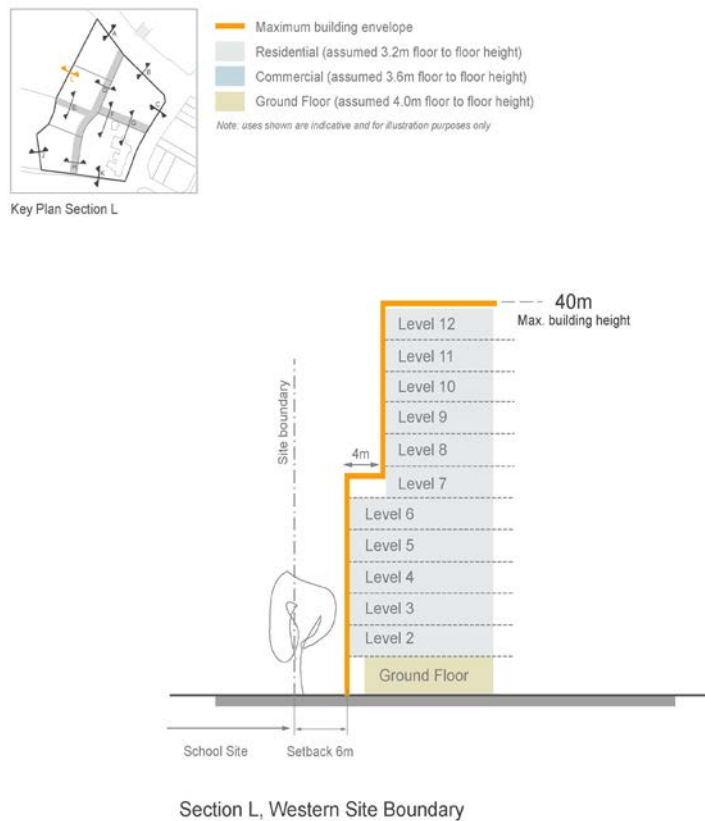 Maximum building envelope
Residential (assumed 3.2m floor to floor height)
Commercial (assumed 3.6m floor to floor height)
Ground Floor (assumed 4.0m floor to floor height)
Note: uses shown are indicative and for illustration purposes only
A
B
C
L
E
G
J
K
Key Plan Section L
40m
Max. building height
Level 12
Level 11
Level 10
Level 9
Level 8
Level 7
Level 6
Level 5
Level 4
Level 3
Level 2
Ground Floor
4m
Site boundary
School Site
Setback 6m
Section L, Western Site Boundary